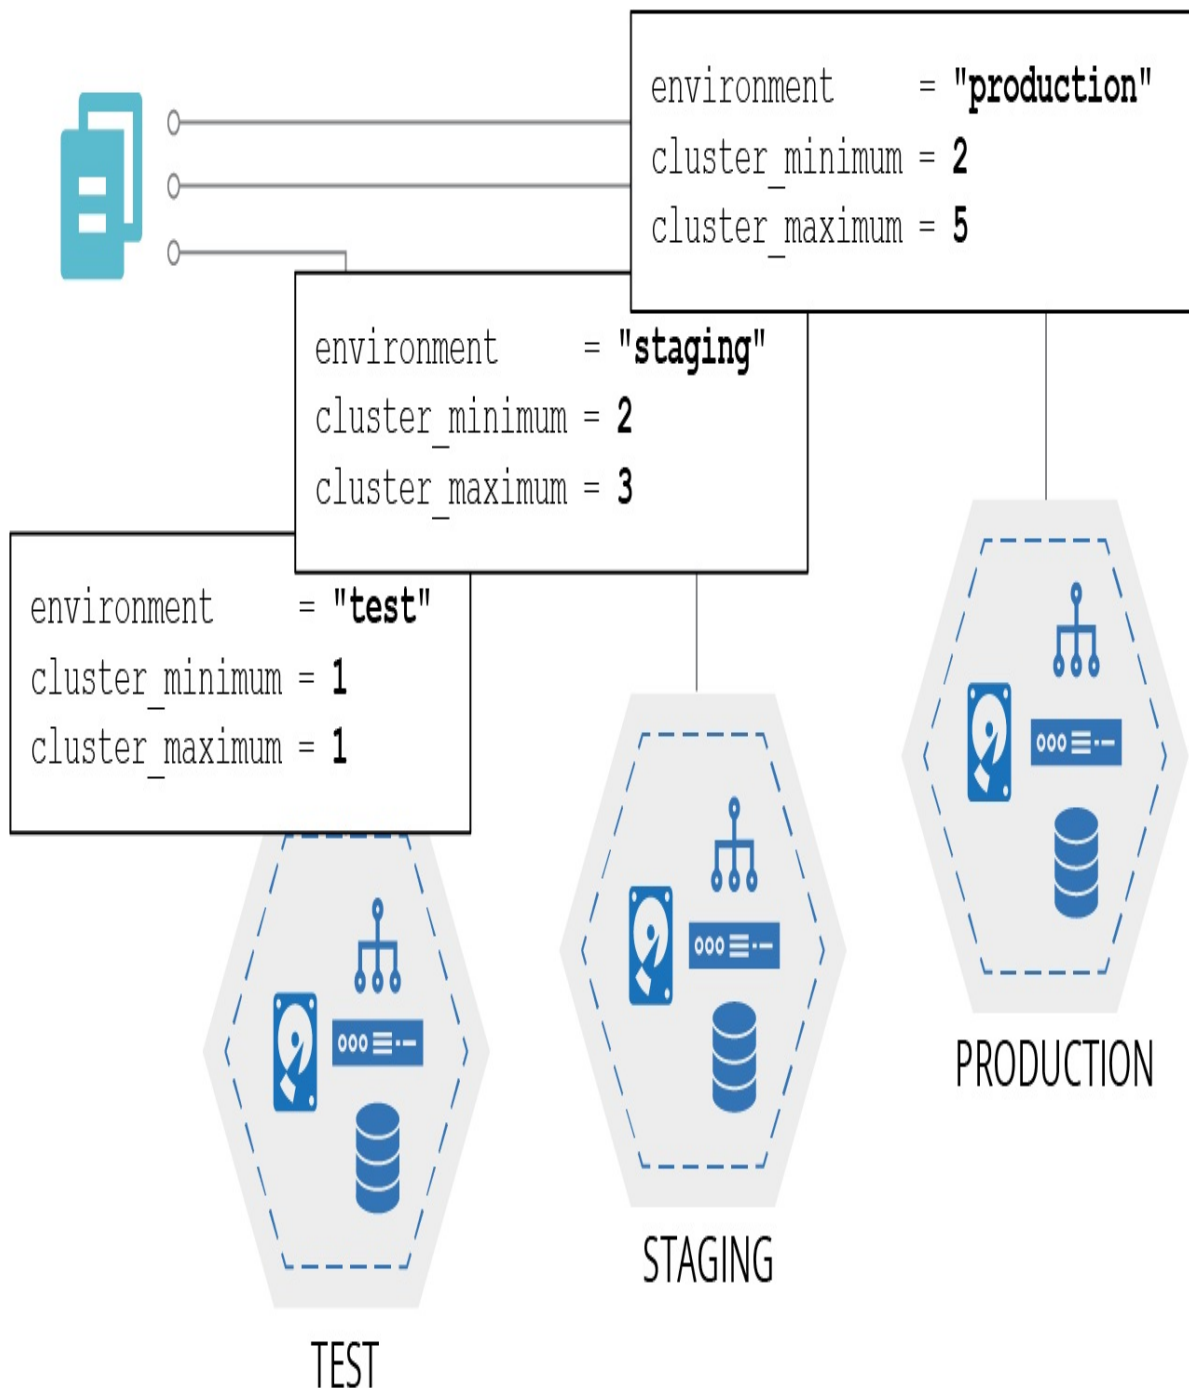 environment = "production"
cluster_minimum = 2
cluster_maximum = 5
environment = "staging"
cluster_minimum = 2
cluster_maximum = 3
environment = "test"
cluster_minimum = 1
cluster_maximum = 1
PRODUCTION
STAGING
TEST